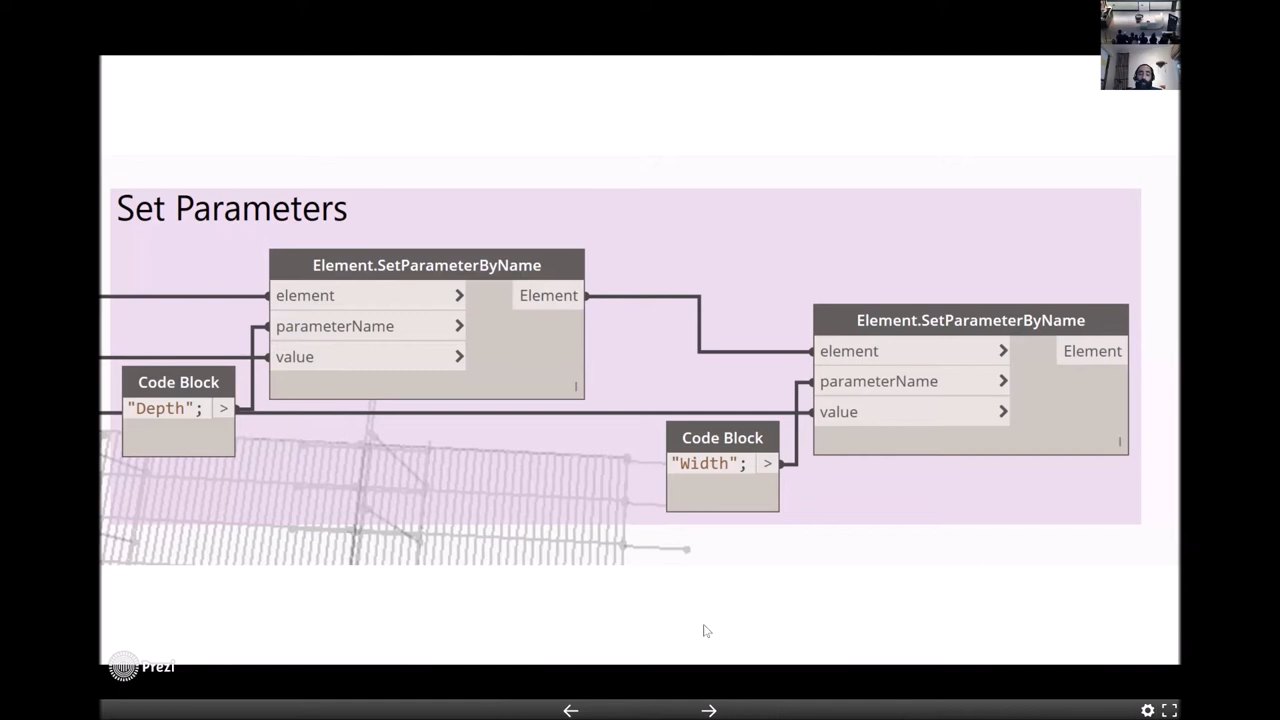 Set Parameters
Element.SetParameterByName
element > Element
parameterName >
value >
Code Block
"Depth"; >
Element.SetParameterByName
element > Element
parameterName >
value >
Code Block
"Width"; >
Prezi